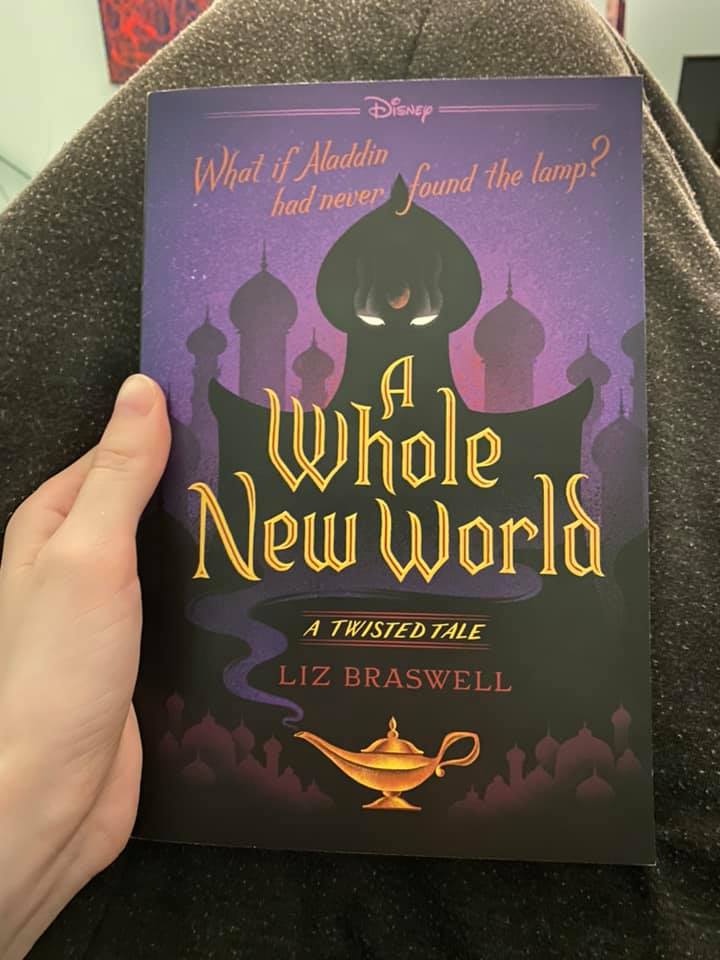 Disney
What if Aladdin
had never found the lamp?
A
Whole
New World
A TWISTED TALE
LIZ BRASWELL